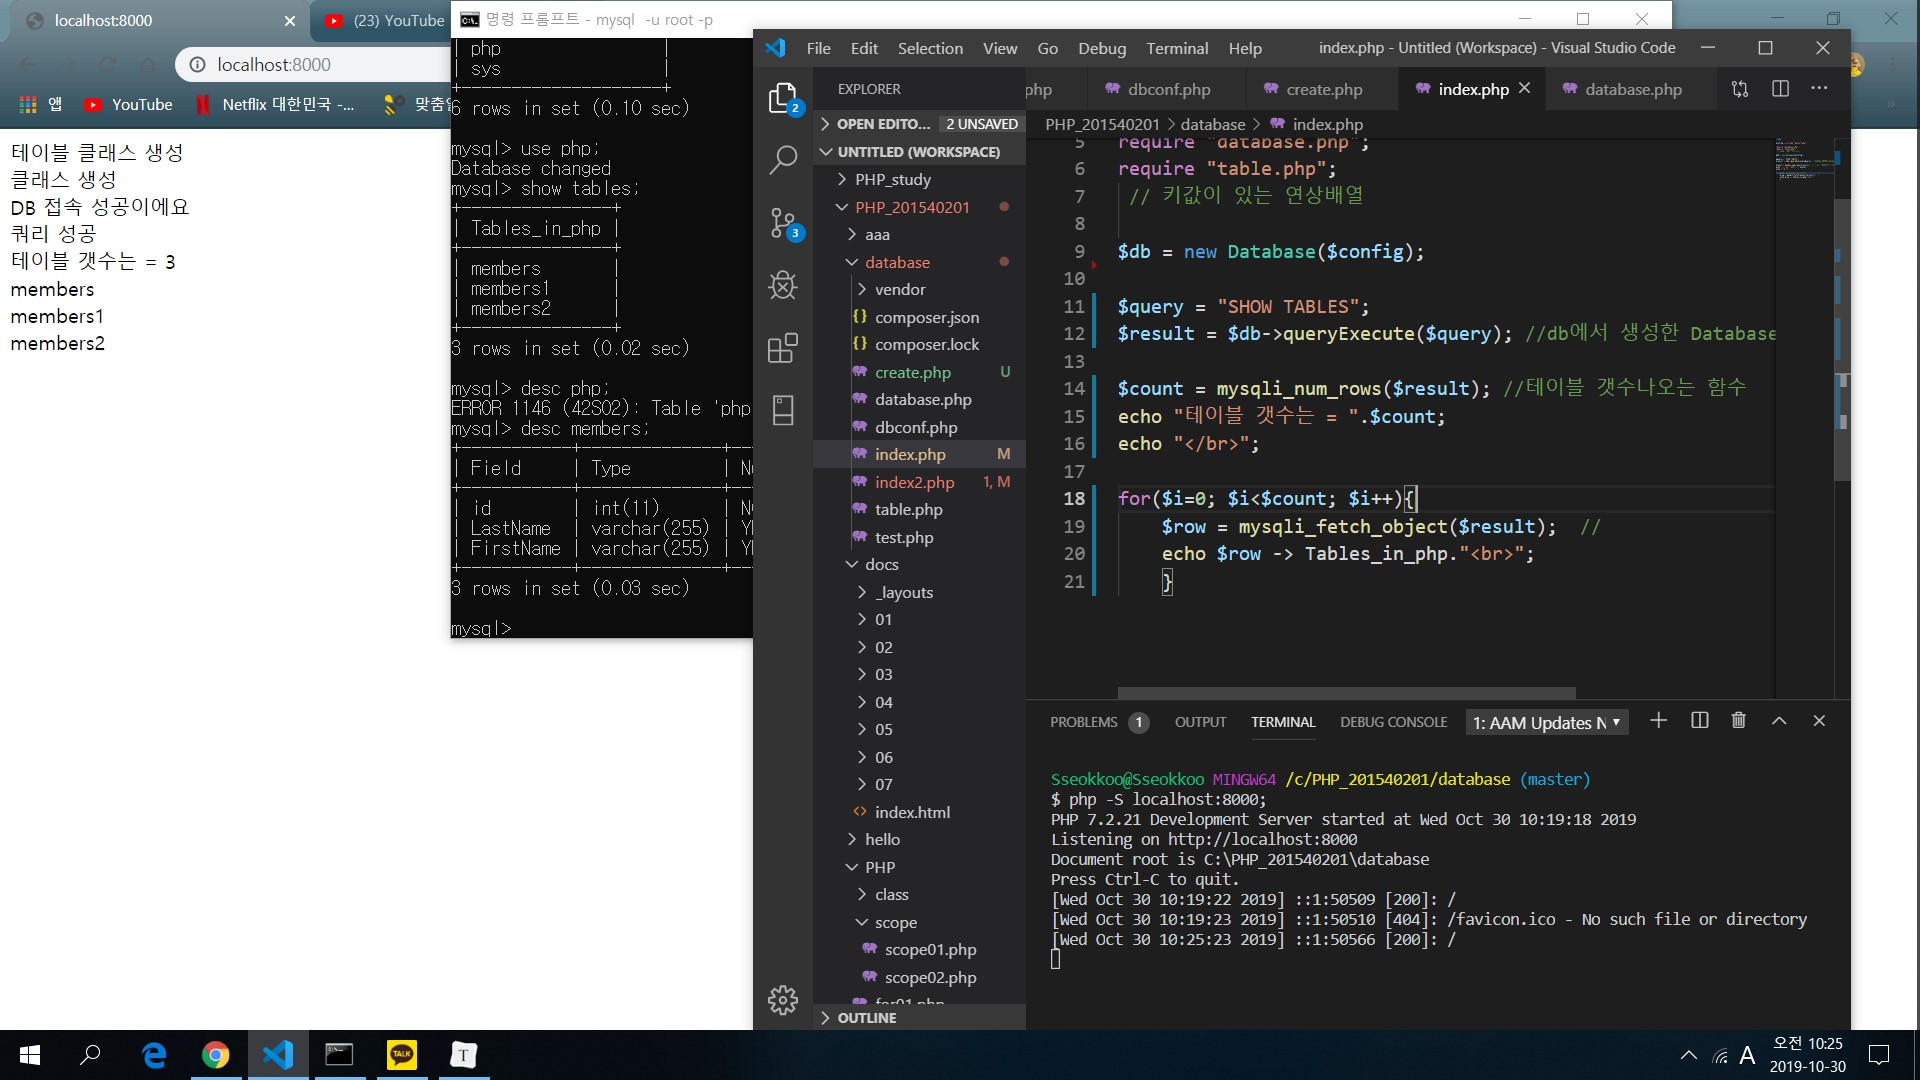 localhost:8000
(23) YouTube
localhost:8000
앱
YouTube
Netflix 대한민국 -...
테이블 클래스 생성
클래스 생성
DB 접속 성공이에요
쿼리 성공
테이블 갯수는 = 3
members
members1
members2
명령 프롬프트 - mysql  -u root -p
| php |
| sys |
+--------------------+
6 rows in set (0.10 sec)
mysql> use php;
Database changed
mysql> show tables;
+---------------+
| Tables_in_php |
+---------------+
| members |
| members1 |
| members2 |
+---------------+
3 rows in set (0.02 sec)
mysql> desc php;
ERROR 1146 (42S02): Table 'php
mysql> desc members;
| Field | Type |
| id | int(11) |
| LastName | varchar(255) |
| FirstName | varchar(255) |
3 rows in set (0.03 sec)
mysql>
File Edit Selection View Go Debug Terminal Help
index.php - Untitled (Workspace) - Visual Studio Code
2
3
EXPLORER
OPEN EDITO... 2 UNSAVED
UNTITLED (WORKSPACE)
PHP_study
PHP_201540201
aaa
database
vendor
composer.json
composer.lock
create.php U
database.php
dbconf.php
index.php M
index2.php 1, M
table.php
test.php
docs
_layouts
01
02
03
04
05
06
07
index.html
hello
PHP
class
scope
scope01.php
scope02.php
for01.php
OUTLINE
php dbconf.php create.php index.php database.php
PHP_201540201 > database > index.php
5 require "database.php";
6 require "table.php";
7 // 키값이 있는 연상배열
8
9 $db = new Database($config);
10
11 $query = "SHOW TABLES";
12 $result = $db->queryExecute($query); //db에서 생성한 Database
13
14 $count = mysqli_num_rows($result); //테이블 갯수나오는 함수
15 echo "테이블 갯수는 = ".$count;
16 echo "</br>";
17
18 for($i=0; $i<$count; $i++){
19 $row = mysqli_fetch_object($result);  //
20 echo $row -> Tables_in_php."<br>";
21 }
PROBLEMS 1 OUTPUT TERMINAL DEBUG CONSOLE 1: AAM Updates N
Sseokkoo@Sseokkoo MINGW64 /c/PHP_201540201/database (master)
$ php -S localhost:8000;
PHP 7.2.21 Development Server started at Wed Oct 30 10:19:18 2019
Listening on http://localhost:8000
Document root is C:\PHP_201540201\database
Press Ctrl-C to quit.
[Wed Oct 30 10:19:22 2019] ::1:50509 [200]: /
[Wed Oct 30 10:19:23 2019] ::1:50510 [404]: /favicon.ico - No such file or directory
[Wed Oct 30 10:25:23 2019] ::1:50566 [200]: /
TALK
T
A
오전 10:25
2019-10-30